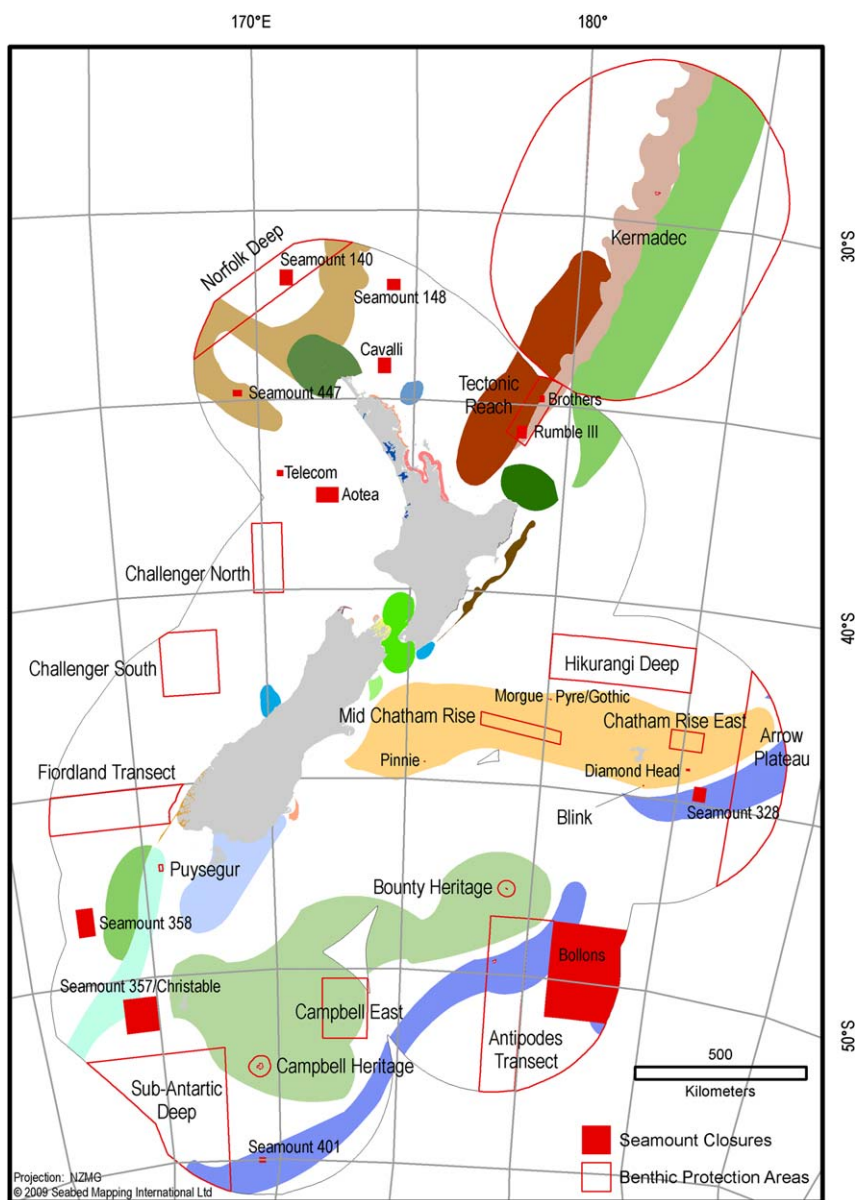 170°E
180°
30°S
Kermadec
Norfolk Deep
Seamount 140
Seamount 148
Cavalli
Seamount 447
Tectonic
Reach
Brothers
Rumble III
Telecom
Aotea
Challenger North
40°S
Challenger South
Hikurangi Deep
Morgue - Pyre/Gothic
Mid Chatham Rise
Chatham Rise East
Arrow
Plateau
Pinnie
Diamond Head
Fiordland Transect
Blink
Seamount 328
Puysegur
Bounty Heritage
Seamount 358
Bollons
Seamount 357/Christable
Campbell East
Antipodes
Transect
50°S
Campbell Heritage
Sub-Antartic
Deep
500
Kilometers
Seamount 401
Seamount Closures
Benthic Protection Areas
Projection: NZMG
© 2009 Seabed Mapping International Ltd